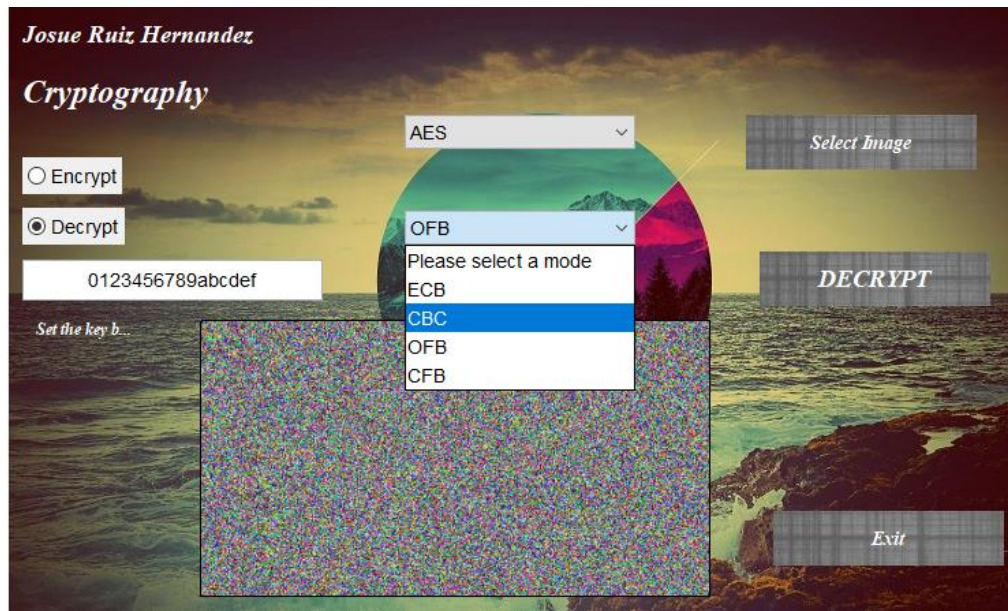 Josue Ruiz Hernandez
Cryptography
AES
Select Image
Encrypt
Decrypt
OFB
Please select a mode
ECB
CBC
OFB
CFB
DECRYPT
0123456789abcdef
Set the key b...
Exit